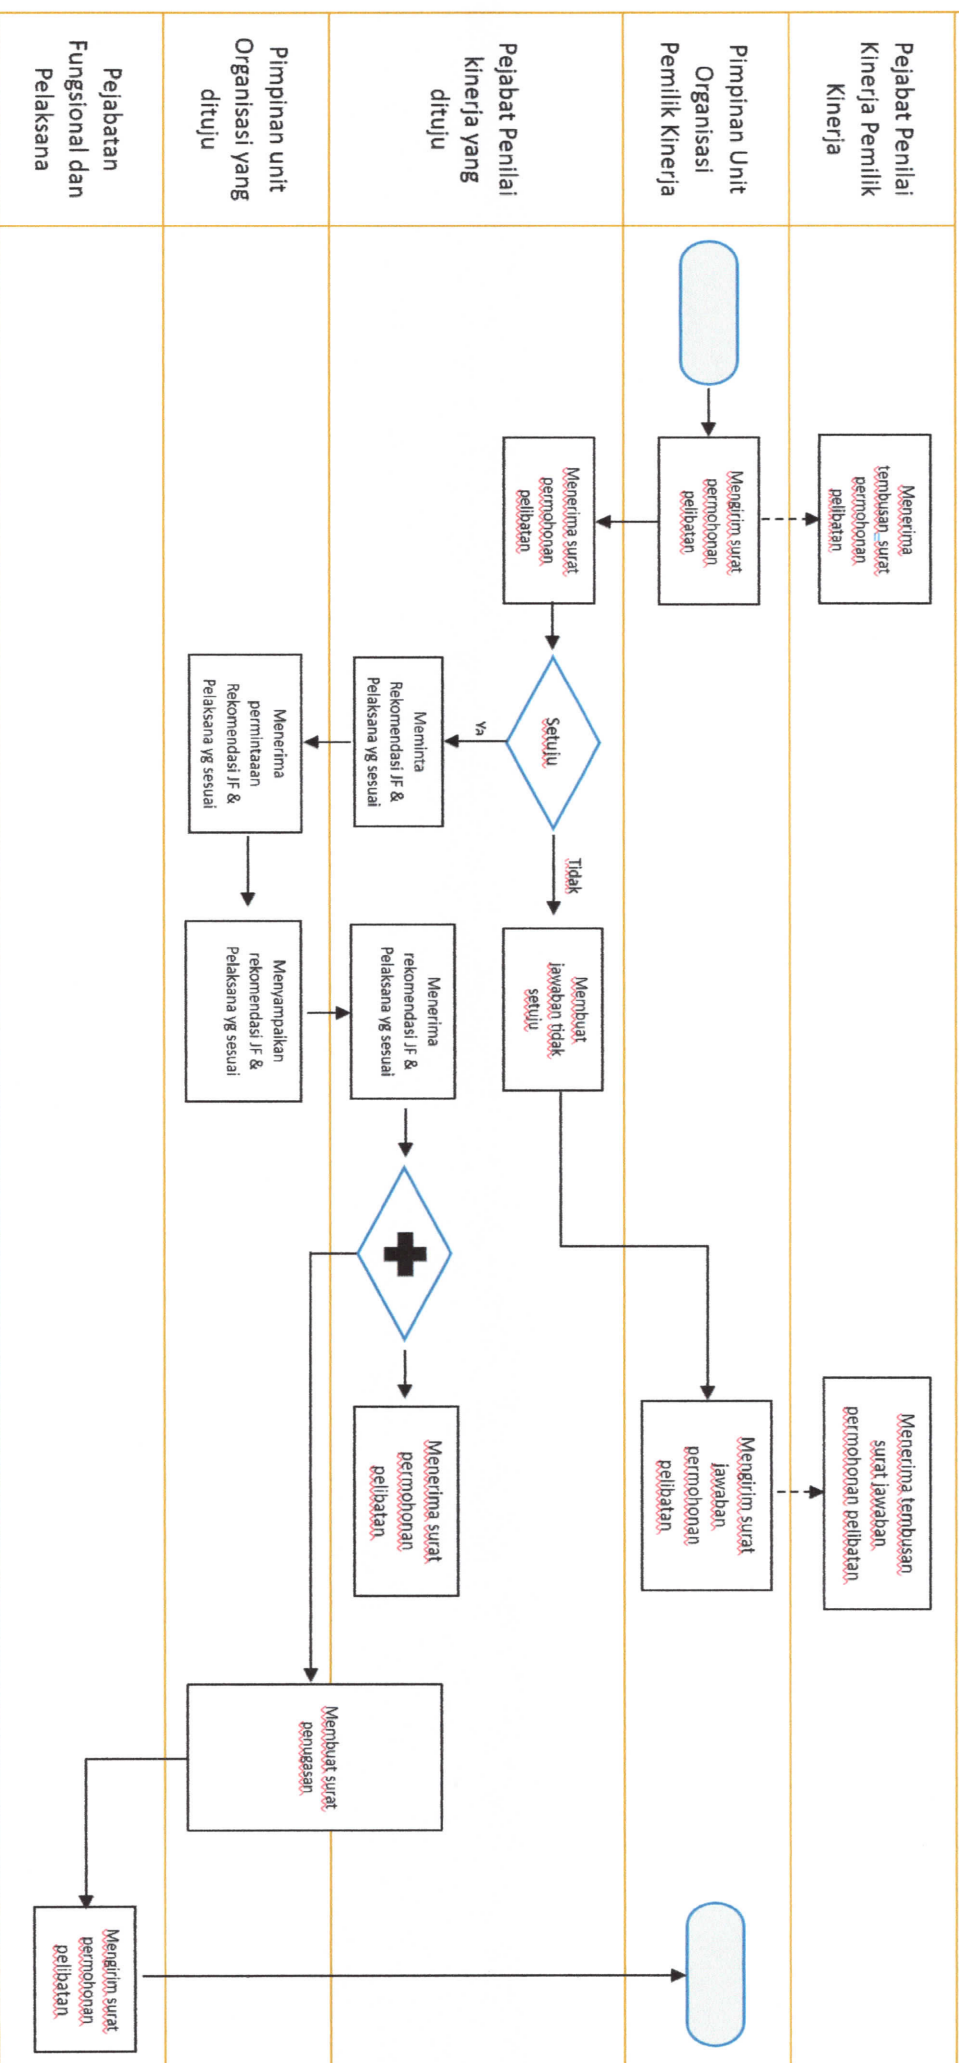 Pejabat Penilai
Kinerja Pemilik
Kinerja
Menerima
tembusan surat
permohonan
pelibatan
Menerima tembusan
surat jawaban
permohonan pelibatan
Pimpinan Unit
Organisasi
Pemilik Kinerja
Mengirim surat
permohonan
pelibatan
Mengirim surat
jawaban
permohonan
pelibatan
Pejabat Penilai
kinerja yang
dituju
Menerima surat
permohonan
pelibatan
Setuju
Tidak
Membuat
jawaban tidak
setuju
Ya
Meminta
Rekomendasi JF &
Pelaksana yg sesuai
Menerima
rekomendasi JF &
Pelaksana yg sesuai
Menerima surat
permohonan
pelibatan
Pimpinan unit
Organisasi yang
dituju
Menerima
permintaaan
Rekomendasi JF &
Pelaksana yg sesuai
Menyampaikan
rekomendasi JF &
Pelaksana yg sesuai
Membuat surat
penugasan
Pejabatan
Fungsional dan
Pelaksana
Mengirim surat
permohonan
pelibatan